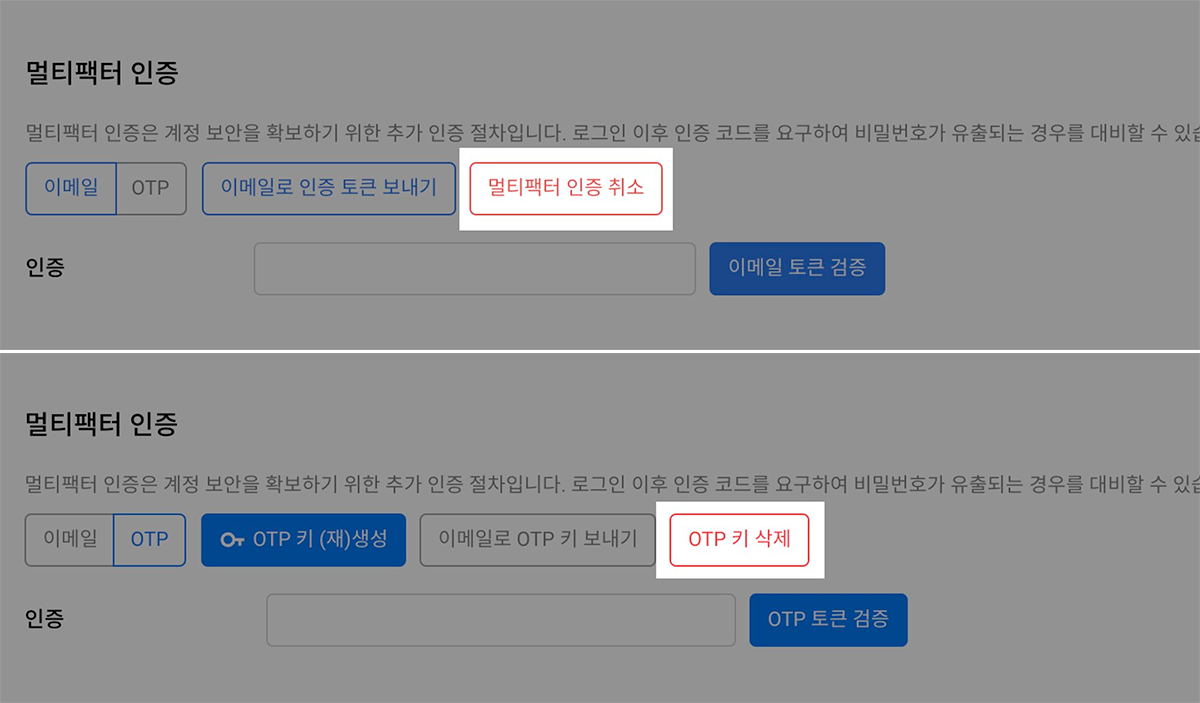 멀티팩터 인증
멀티팩터 인증은 계정 보안을 확보하기 위한 추가 인증 절차입니다. 로그인 이후 인증 코드를 요구하여 비밀번호가 유출되는 경우를 대비할 수 있
이메일 OTP 이메일로 인증 토큰 보내기 멀티팩터 인증 취소
인증 이메일 토큰 검증
멀티팩터 인증
멀티팩터 인증은 계정 보안을 확보하기 위한 추가 인증 절차입니다. 로그인 이후 인증 코드를 요구하여 비밀번호가 유출되는 경우를 대비할 수 있
이메일 OTP OTP 키 (재)생성 이메일로 OTP 키 보내기 OTP 키 삭제
인증 OTP 토큰 검증